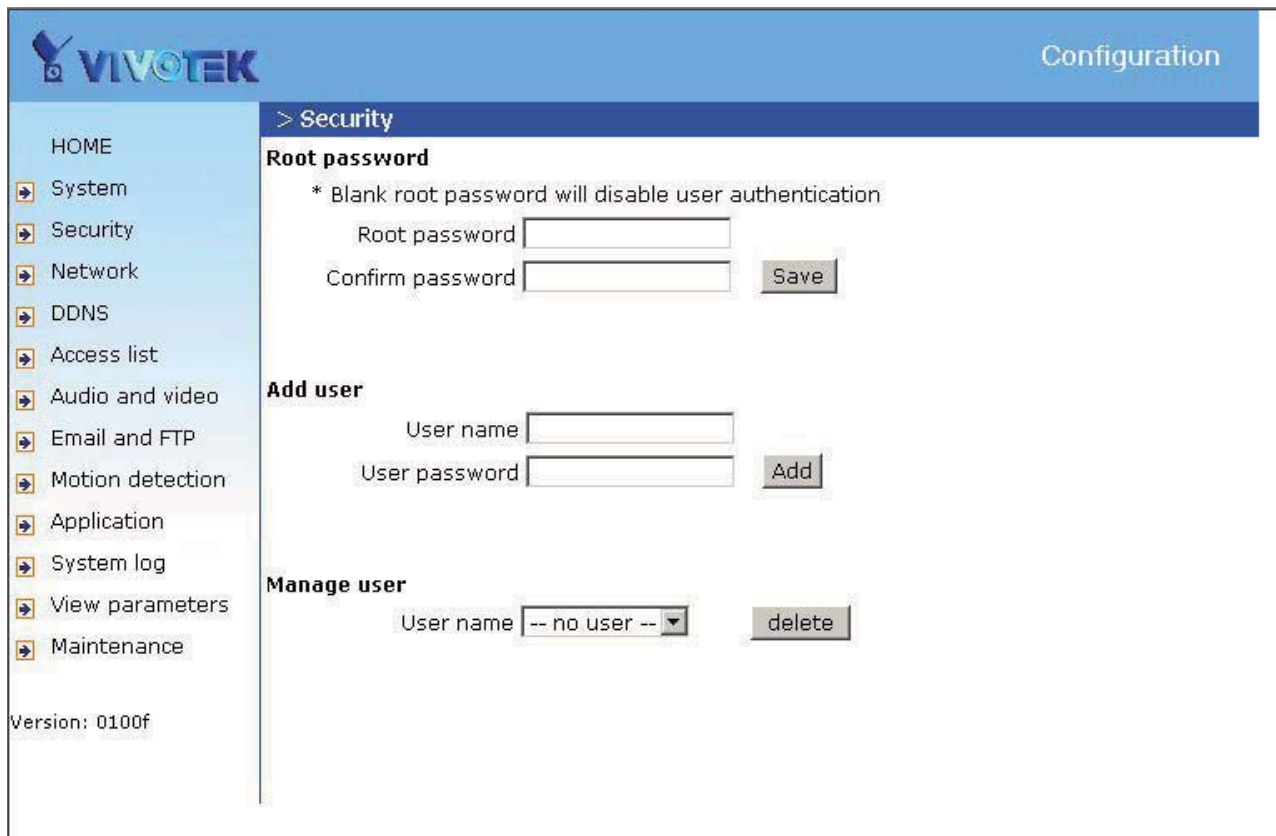 VIVOTEK
Configuration
HOME
System
Security
Network
DDNS
Access list
Audio and video
Email and FTP
Motion detection
Application
System log
View parameters
Maintenance
Version: 0100f
> Security
Root password
* Blank root password will disable user authentication
Root password
Confirm password Save
Add user
User name
User password Add
Manage user
User name -- no user -- delete